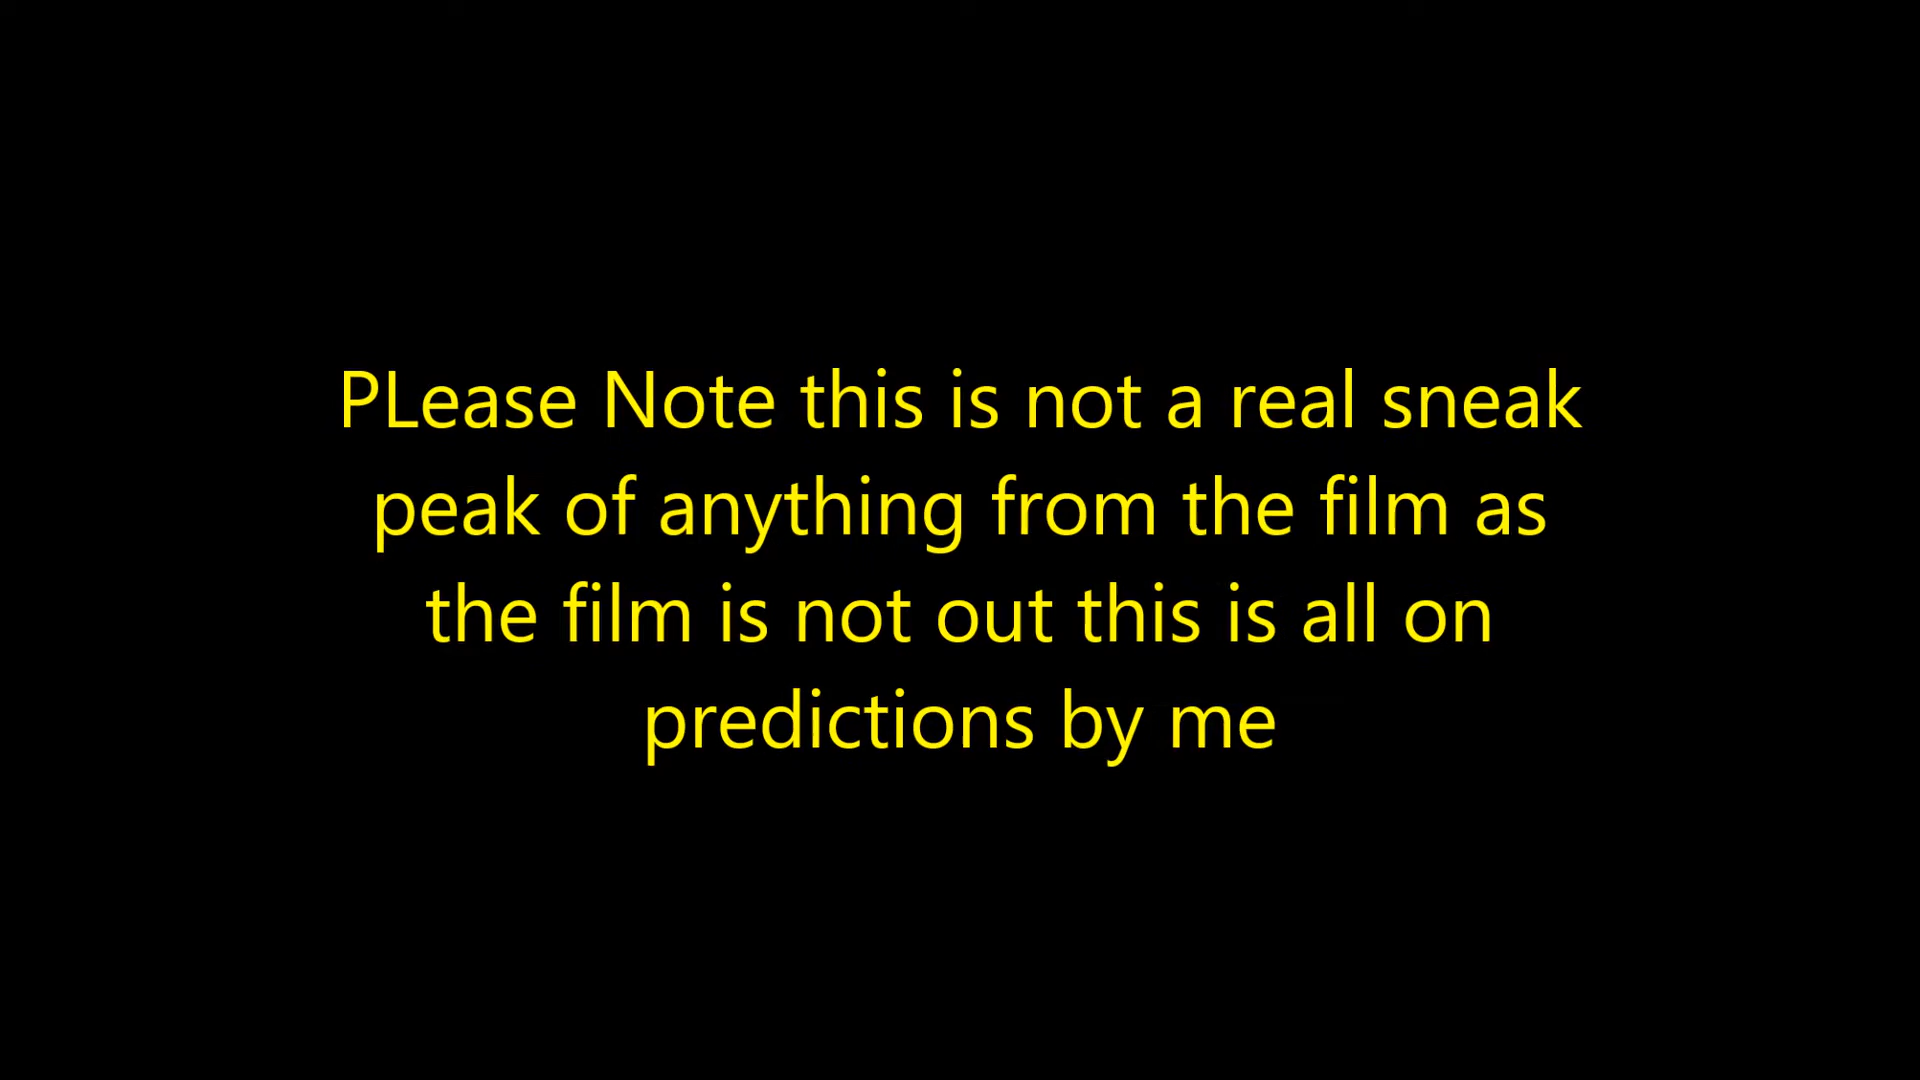 PLease Note this is not a real sneak
peak of anything from the film as
the film is not out this is all on
predictions by me